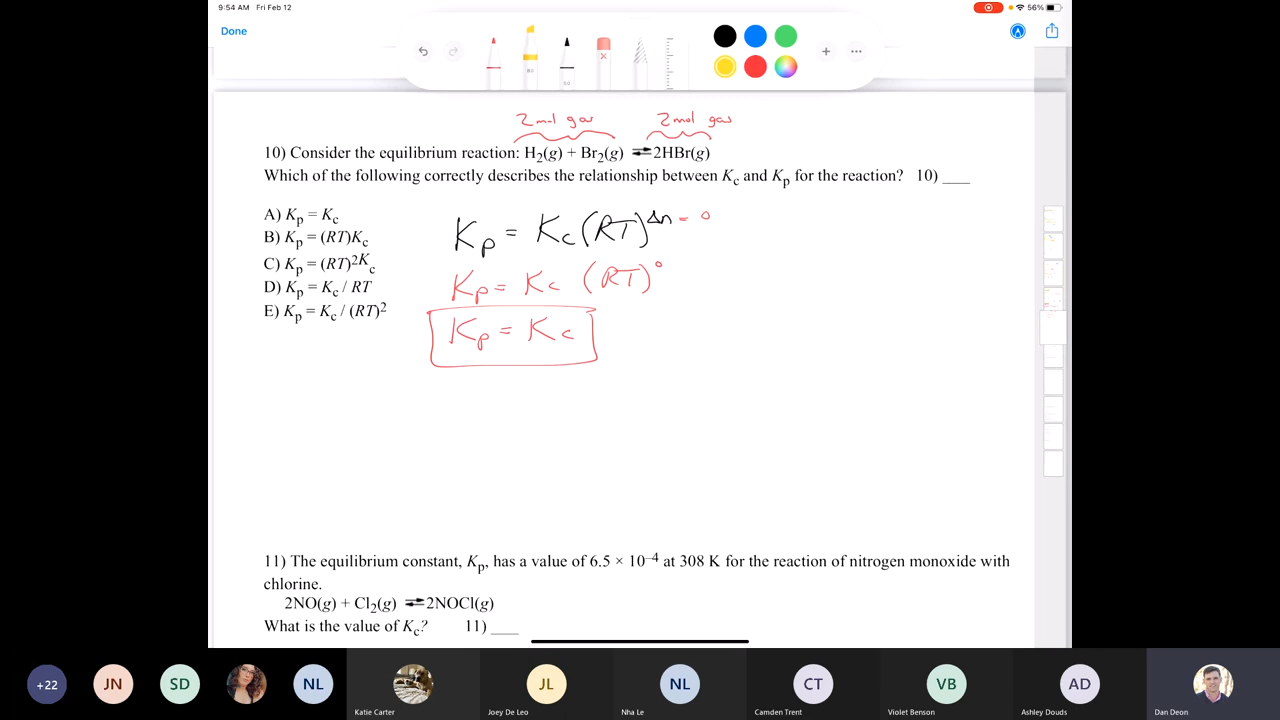 9:54 AM Fri Feb 12
56%
Done
2 mol gas 2 mol gas
10) Consider the equilibrium reaction: H₂(g) + Br₂(g) ⇌2HBr(g)
Which of the following correctly describes the relationship between Kc and Kp for the reaction? 10) ___
A) Kp = Kc
B) Kp = (RT)Kc
C) Kp = (RT)²Kc
D) Kp = Kc / RT
E) Kp = Kc / (RT)²
Kp = Kc (RT)^Δn = 0
Kp = Kc (RT)⁰
Kp = Kc
11) The equilibrium constant, Kp, has a value of 6.5 × 10⁻⁴ at 308 K for the reaction of nitrogen monoxide with
chlorine.
2NO(g) + Cl₂(g) ⇌2NOCl(g)
What is the value of Kc? 11) ___
+22 JN SD NL JL NL CT VB AD
Katie Carter Joey De Leo Nha Le Camden Trent Violet Benson Ashley Douds Dan Deon